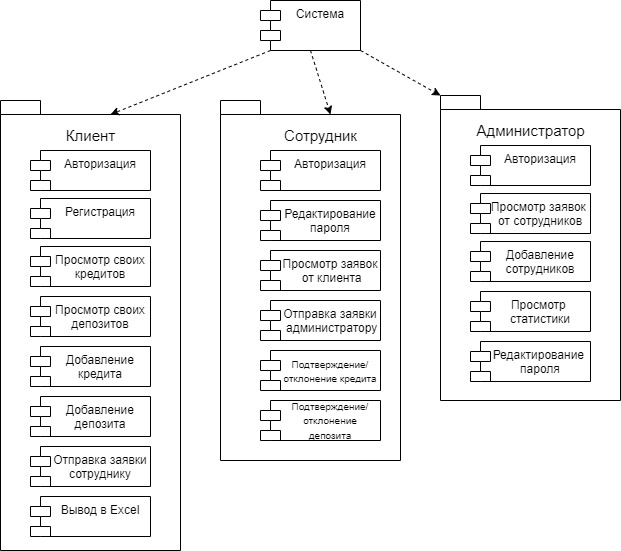 Система
Клиент
Авторизация
Регистрация
Просмотр своих
кредитов
Просмотр своих
депозитов
Добавление
кредита
Добавление
депозита
Отправка заявки
сотруднику
Вывод в Excel
Сотрудник
Авторизация
Редактирование
пароля
Просмотр заявок
от клиента
Отправка заявки
администратору
Подтверждение/
отклонение кредита
Подтверждение/
отклонение
депозита
Администратор
Авторизация
Просмотр заявок
от сотрудников
Добавление
сотрудников
Просмотр
статистики
Редактирование
пароля